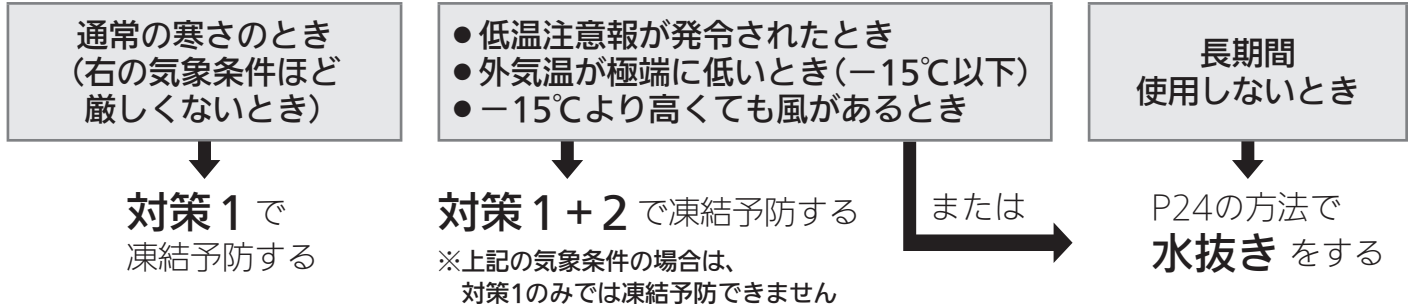 通常の寒さのとき
（右の気象条件ほど
厳しくないとき）
対策1で
凍結予防する
●低温注意報が発令されたとき
●外気温が極端に低いとき（－15℃以下）
●－15℃より高くても風があるとき
対策1＋2で凍結予防する
※上記の気象条件の場合は、
対策1のみでは凍結予防できません
または
長期間
使用しないとき
P24の方法で
水抜きをする